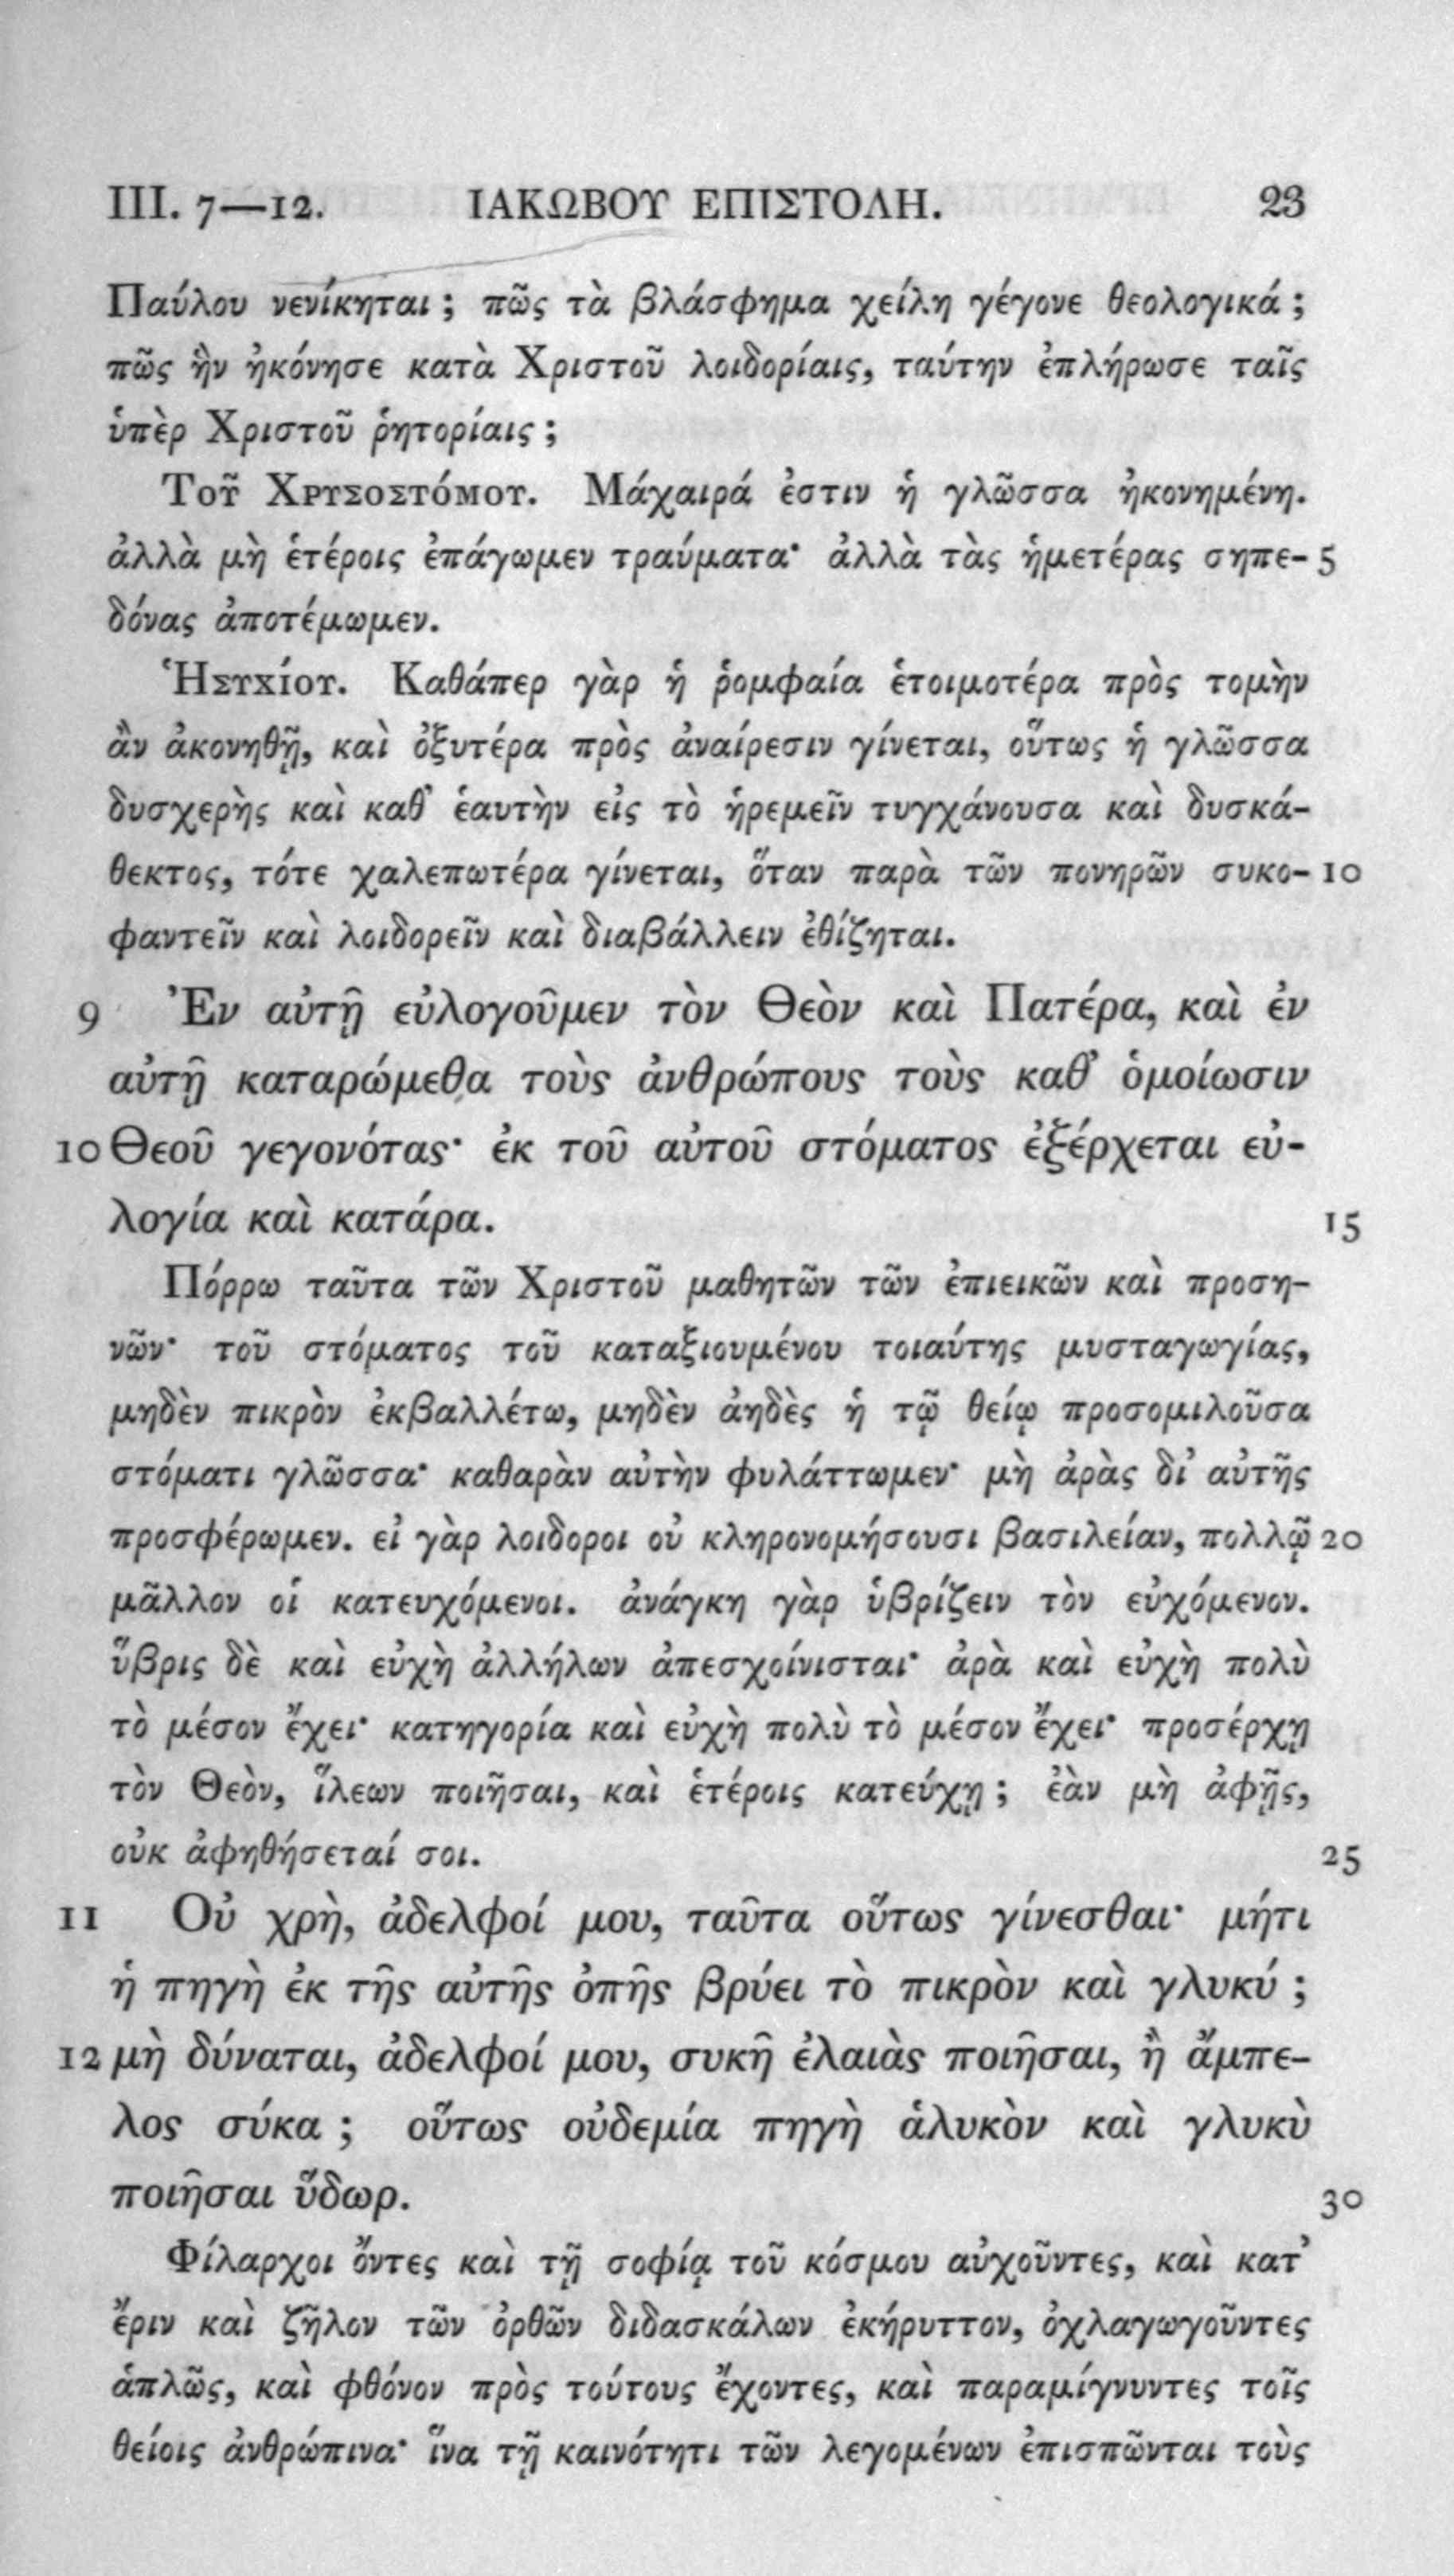 III. 7—12. ΙΑΚΩΒΟΥ ΕΠΙΣΤΟΛΗ. 23
Παύλου νενίκηται ; πῶς τὰ βλάσφημα χείλη γέγονε θεολογικά ;
πῶς ἣν ἠκόνησε κατὰ Χριστοῦ λοιδορίαις, ταύτην ἐπλήρωσε ταῖς
ὑπὲρ Χριστοῦ ῥητορίαις ;
Τοῦ Χρυσοστόμου. Μάχαιρά ἐστιν ἡ γλῶσσα ἠκονημένη.
ἀλλὰ μὴ ἑτέροις ἐπάγωμεν τραύματα· ἀλλὰ τὰς ἡμετέρας σηπε- 5
δόνας ἀποτέμωμεν.
Ἡσυχίου. Καθάπερ γὰρ ἡ ῥομφαία ἑτοιμοτέρα πρὸς τομὴν
ἂν ἀκονηθῇ, καὶ ὀξυτέρα πρὸς ἀναίρεσιν γίνεται, οὕτως ἡ γλῶσσα
δυσχερὴς καὶ καθ’ ἑαυτὴν εἰς τὸ ἠρεμεῖν τυγχάνουσα καὶ δυσκά-
θεκτος, τότε χαλεπωτέρα γίνεται, ὅταν παρὰ τῶν πονηρῶν συκο- 10
φαντεῖν καὶ λοιδορεῖν καὶ διαβάλλειν ἐθίζηται.
9 Ἐν αὐτῇ εὐλογοῦμεν τὸν Θεὸν καὶ Πατέρα, καὶ ἐν
αὐτῇ καταρώμεθα τοὺς ἀνθρώπους τοὺς καθ’ ὁμοίωσιν
10 Θεοῦ γεγονότας· ἐκ τοῦ αὐτοῦ στόματος ἐξέρχεται εὐ-
λογία καὶ κατάρα. 15
Πόρρω ταῦτα τῶν Χριστοῦ μαθητῶν τῶν ἐπιεικῶν καὶ προση-
νῶν· τοῦ στόματος τοῦ καταξιουμένου τοιαύτης μυσταγωγίας,
μηδὲν πικρὸν ἐκβαλλέτω, μηδὲν ἀηδὲς ἡ τῷ θείῳ προσομιλοῦσα
στόματι γλῶσσα· καθαρὰν αὐτὴν φυλάττωμεν· μὴ ἀρὰς δι’ αὐτῆς
προσφέρωμεν. εἰ γὰρ λοιδοροι οὐ κληρονομήσουσι βασιλείαν, πολλῷ 20
μᾶλλον οἱ κατευχόμενοι. ἀνάγκη γὰρ ὑβρίζειν τὸν εὐχόμενον.
ὕβρις δὲ καὶ εὐχὴ ἀλλήλων ἀπεσχοίνισται· ἀρὰ καὶ εὐχὴ πολὺ
τὸ μέσον ἔχει· κατηγορία καὶ εὐχὴ πολὺ τὸ μέσον ἔχει· προσέρχῃ
τὸν Θεὸν, ἵλεων ποιῆσαι, καὶ ἑτέροις κατεύχῃ ; ἐὰν μὴ ἀφῇς,
οὐκ ἀφηθήσεταί σοι. 25
11 Οὐ χρὴ, ἀδελφοί μου, ταῦτα οὕτως γίνεσθαι· μήτι
ἡ πηγὴ ἐκ τῆς αὐτῆς ὀπῆς βρύει τὸ πικρὸν καὶ γλυκύ ;
12 μὴ δύναται, ἀδελφοί μου, συκῆ ἐλαιὰς ποιῆσαι, ἢ ἄμπε-
λος σύκα ; οὕτως οὐδεμία πηγὴ ἁλυκὸν καὶ γλυκὺ
ποιῆσαι ὕδωρ. 30
Φίλαρχοι ὄντες καὶ τῇ σοφίᾳ τοῦ κόσμου αὐχοῦντες, καὶ κατ’
ἔριν καὶ ζῆλον τῶν ὀρθῶν διδασκάλων ἐκήρυττον, ὀχλαγωγοῦντες
ἁπλῶς, καὶ φθόνον πρὸς τούτους ἔχοντες, καὶ παραμίγνυντες τοῖς
θείοις ἀνθρώπινα· ἵνα τῇ καινότητι τῶν λεγομένων ἐπισπῶνται τοὺς